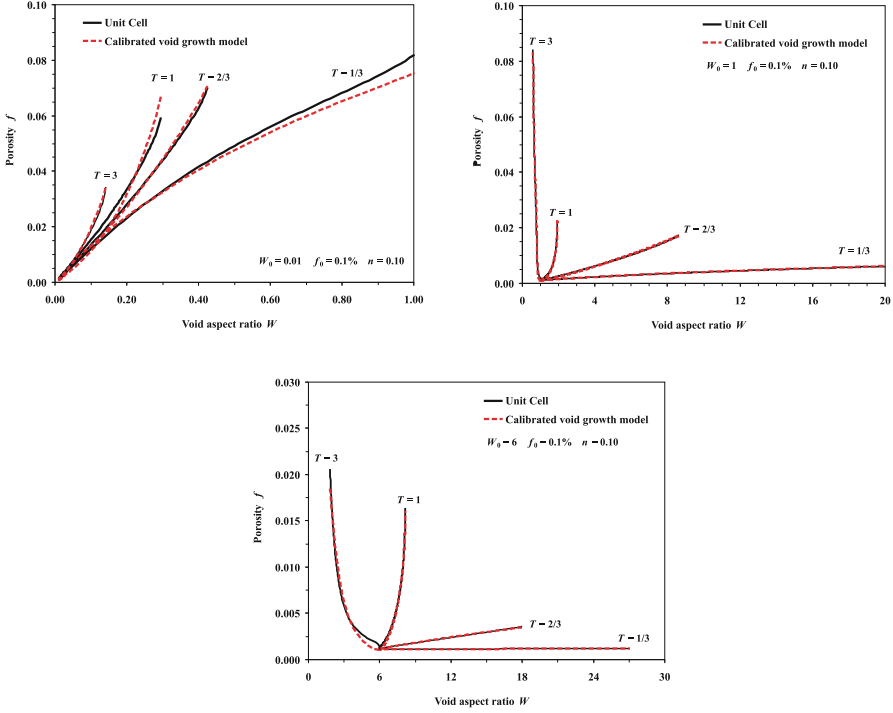 0.10
0.08
0.06
0.04
0.02
0.00
Porosity f
Unit Cell
Calibrated void growth model
T = 3
T = 1
T − 2/3
T − 1/3
W₀ = 0.01 f₀ = 0.1% n = 0.10
0.00 0.20 0.40 0.60 0.80 1.00
Void aspect ratio W
0.10
0.08
0.06
0.04
0.02
0.00
Porosity f
T = 3
Unit Cell
Calibrated void growth model
W₀ = 1 f₀ = 0.1% n = 0.10
T = 1
T − 2/3
T = 1/3
0 4 8 12 16 20
Void aspect ratio W
0.030
0.025
0.020
0.015
0.010
0.005
0.000
Porosity f
Unit Cell
Calibrated void growth model
W₀ − 6 f₀ − 0.1% n − 0.10
T − 3
T = 1
T − 2/3
T − 1/3
0 6 12 18 24 30
Void aspect ratio W